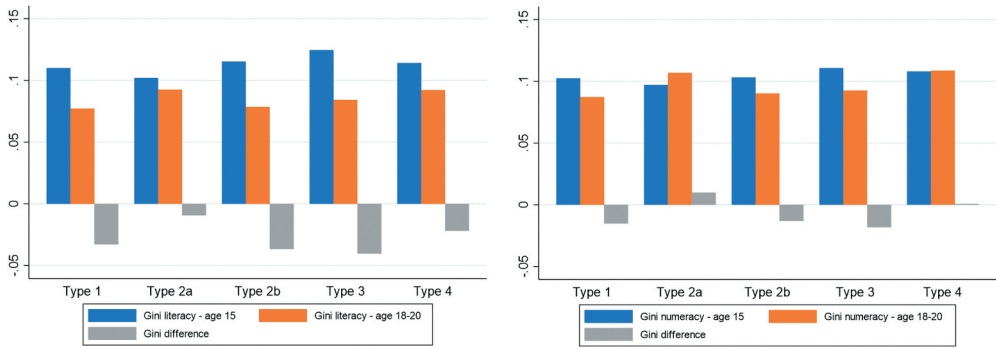 .15
.1
.05
0
-.05
Type 1 Type 2a Type 2b Type 3 Type 4
Gini literacy - age 15 Gini literacy - age 18-20
Gini difference
.15
.1
.05
0
-.05
Type 1 Type 2a Type 2b Type 3 Type 4
Gini numeracy - age 15 Gini numeracy - age 18-20
Gini difference